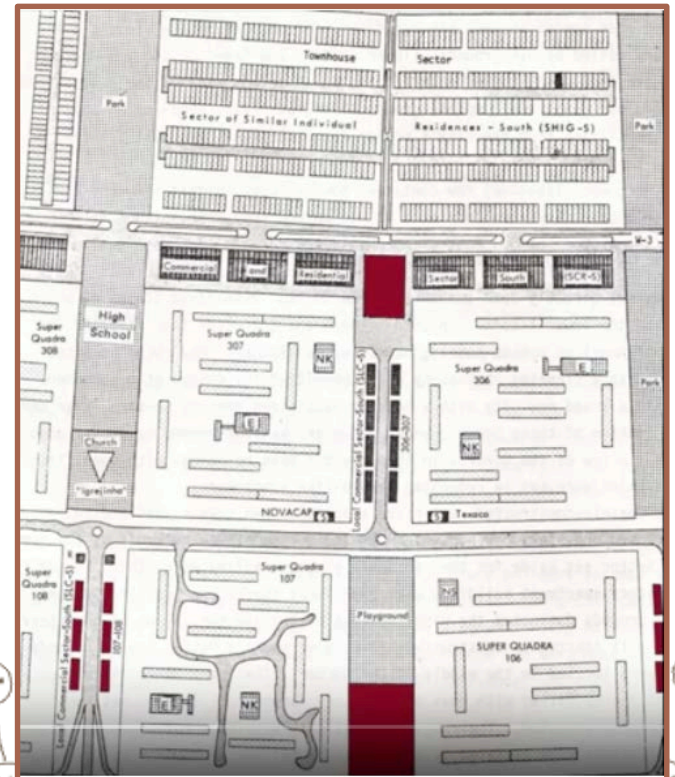 Townhouse Sector
Park
Park
Sector of Similar Individual Residences - South (SHIG-S)
W-3
Commercial and Residential Sector South (SCR-S)
High
School
Super
Quadra
308
Super Quadra
307
NK
Super Quadra
306
E
Park
E
NK
Church
"Igrejinha"
Local Commercial Sector-South (SLC-S)
306-307
NOVACAP
Texaco
Super
Quadra
108
Local Commercial Sector-South (SLC-S)
107-108
Super Quadra
107
NS
Playground
SUPER QUADRA
106
E
NK